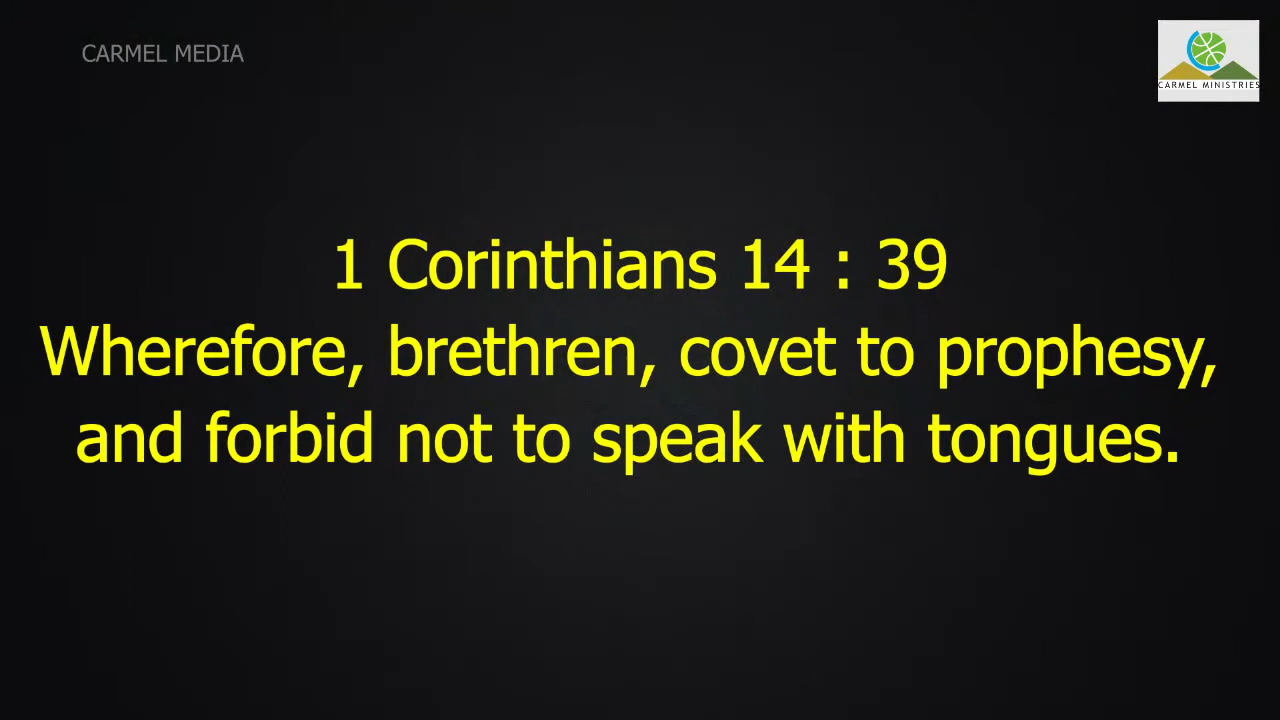 CARMEL MEDIA
CARMEL MINISTRIES
1 Corinthians 14 : 39
Wherefore, brethren, covet to prophesy,
and forbid not to speak with tongues.